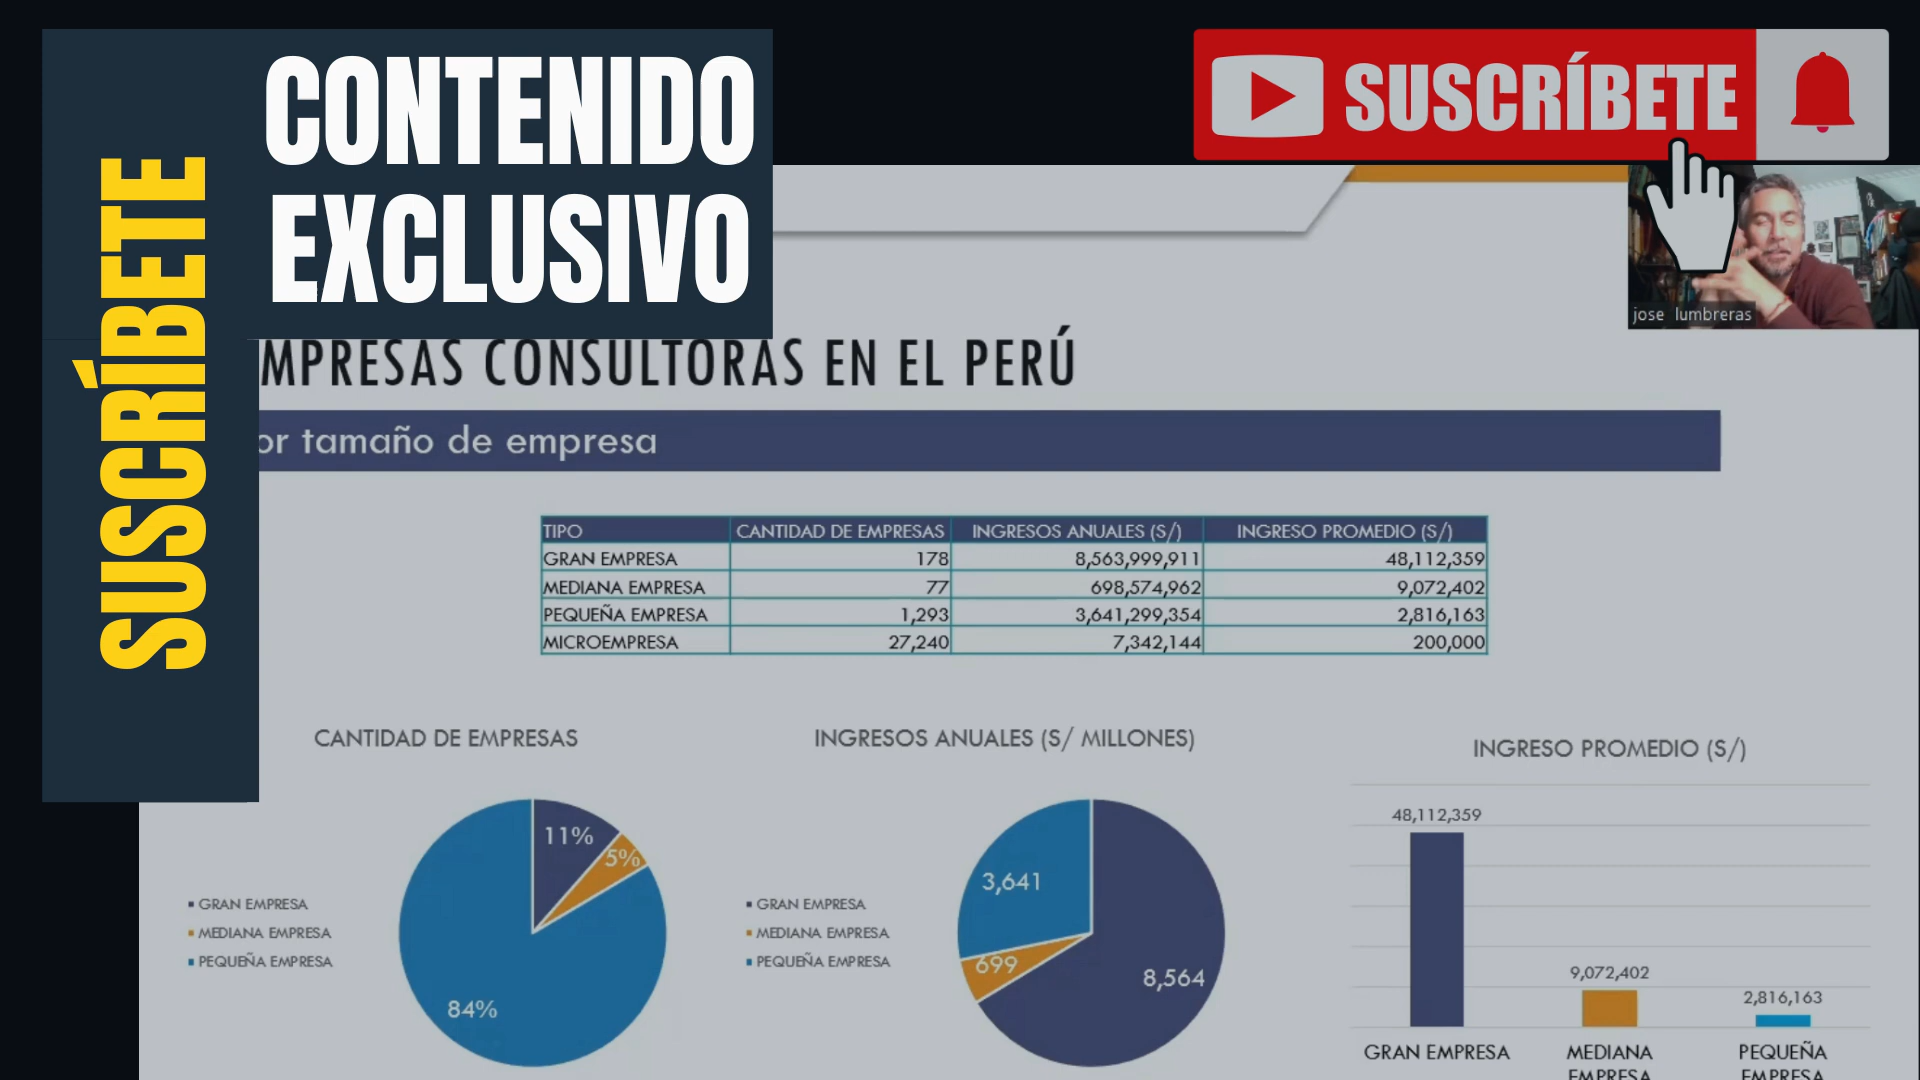 CONTENIDO
EXCLUSIVO
SUSCRÍBETE
SUSCRÍBETE
jose lumbreras
MPRESAS CONSULTORAS EN EL PERÚ
or tamaño de empresa
TIPO CANTIDAD DE EMPRESAS INGRESOS ANUALES (S/) INGRESO PROMEDIO (S/)
GRAN EMPRESA 178 8,563,999,911 48,112,359
MEDIANA EMPRESA 77 698,574,962 9,072,402
PEQUEÑA EMPRESA 1,293 3,641,299,354 2,816,163
MICROEMPRESA 27,240 7,342,144 200,000
CANTIDAD DE EMPRESAS
11%
5%
84%
GRAN EMPRESA
MEDIANA EMPRESA
PEQUEÑA EMPRESA
INGRESOS ANUALES (S/ MILLONES)
3,641
699
8,564
GRAN EMPRESA
MEDIANA EMPRESA
PEQUEÑA EMPRESA
INGRESO PROMEDIO (S/)
48,112,359
9,072,402
2,816,163
GRAN EMPRESA
MEDIANA
EMPRESA
PEQUEÑA
EMPRESA